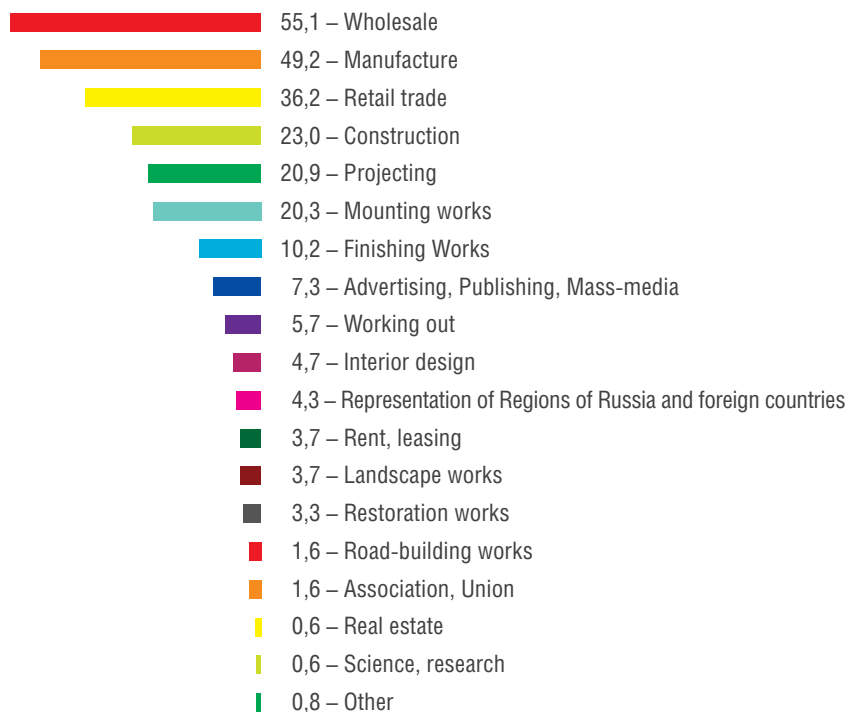 55,1 – Wholesale
49,2 – Manufacture
36,2 – Retail trade
23,0 – Construction
20,9 – Projecting
20,3 – Mounting works
10,2 – Finishing Works
7,3 – Advertising, Publishing, Mass-media
5,7 – Working out
4,7 – Interior design
4,3 – Representation of Regions of Russia and foreign countries
3,7 – Rent, leasing
3,7 – Landscape works
3,3 – Restoration works
1,6 – Road-building works
1,6 – Association, Union
0,6 – Real estate
0,6 – Science, research
0,8 – Other